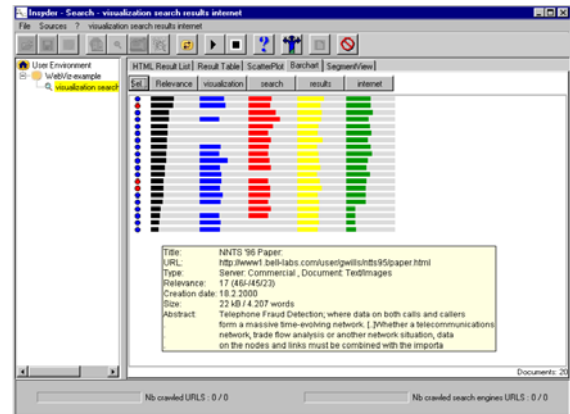 Insyder - Search - visualization search results internet
File Sources ? visualization search results internet
User Environment
WebViz-example
visualization search
HTML Result List Result Table ScatterPlot Barchart SegmentView
Sel. Relevance visualization search results internet
Title: NNTS '96 Paper:
URL: http://www1.bell-labs.com/user/gwills/ntts95/paper.html
Type: Server: Commercial , Document: Text/Images
Relevance: 17 (46/-/45/23)
Creation date: 18.2.2000
Size: 22 kB / 4.207 words
Abstract: Telephone Fraud Detection; where data on both calls and callers
form a massive time-evolving network. [.]Whether a telecommunications
network, trade flow analysis or another network situation, data
on the nodes and links must be combined with the importa
Documents: 20
Nb crawled URLS : 0 / 0 Nb crawled search engines URLS : 0 / 0